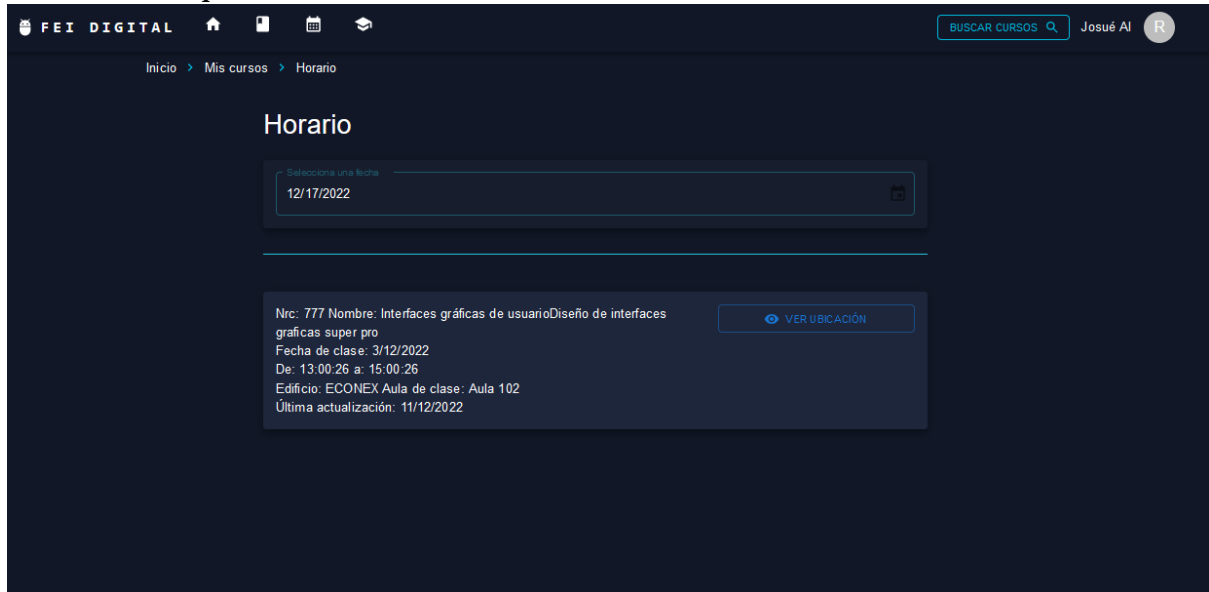 FEI DIGITAL
BUSCAR CURSOS
Josué Al
R
Inicio > Mis cursos > Horario
Horario
Selecciona una fecha
12/17/2022
Nrc: 777 Nombre: Interfaces gráficas de usuarioDiseño de interfaces
graficas super pro
Fecha de clase: 3/12/2022
De: 13:00:26 a: 15:00:26
Edificio: ECONEX Aula de clase: Aula 102
Última actualización: 11/12/2022
VER UBICACIÓN